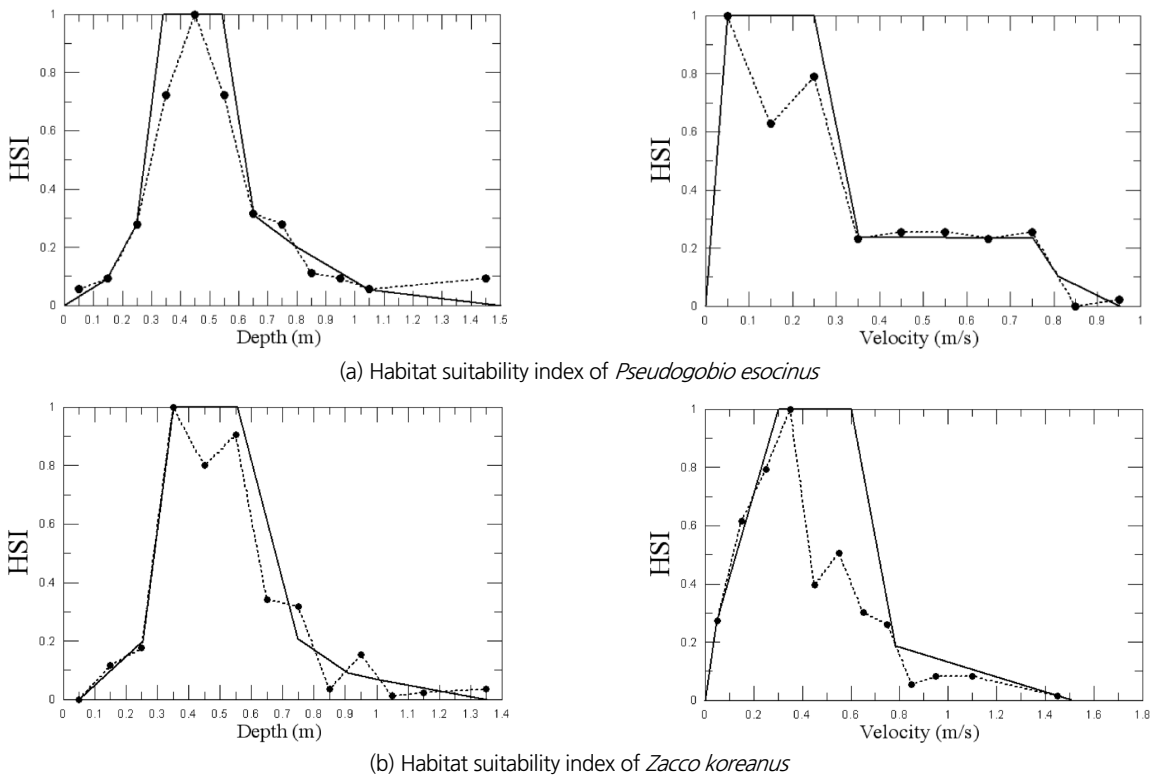 HSI
1
0.8
0.6
0.4
0.2
0
0 0.1 0.2 0.3 0.4 0.5 0.6 0.7 0.8 0.9 1 1.1 1.2 1.3 1.4 1.5
Depth (m)
HSI
1
0.8
0.6
0.4
0.2
0
0 0.1 0.2 0.3 0.4 0.5 0.6 0.7 0.8 0.9 1
Velocity (m/s)
(a) Habitat suitability index of Pseudogobio esocinus
HSI
1
0.8
0.6
0.4
0.2
0
0 0.1 0.2 0.3 0.4 0.5 0.6 0.7 0.8 0.9 1 1.1 1.2 1.3 1.4
Depth (m)
HSI
1
0.8
0.6
0.4
0.2
0
0 0.2 0.4 0.6 0.8 1 1.2 1.4 1.6 1.8
Velocity (m/s)
(b) Habitat suitability index of Zacco koreanus